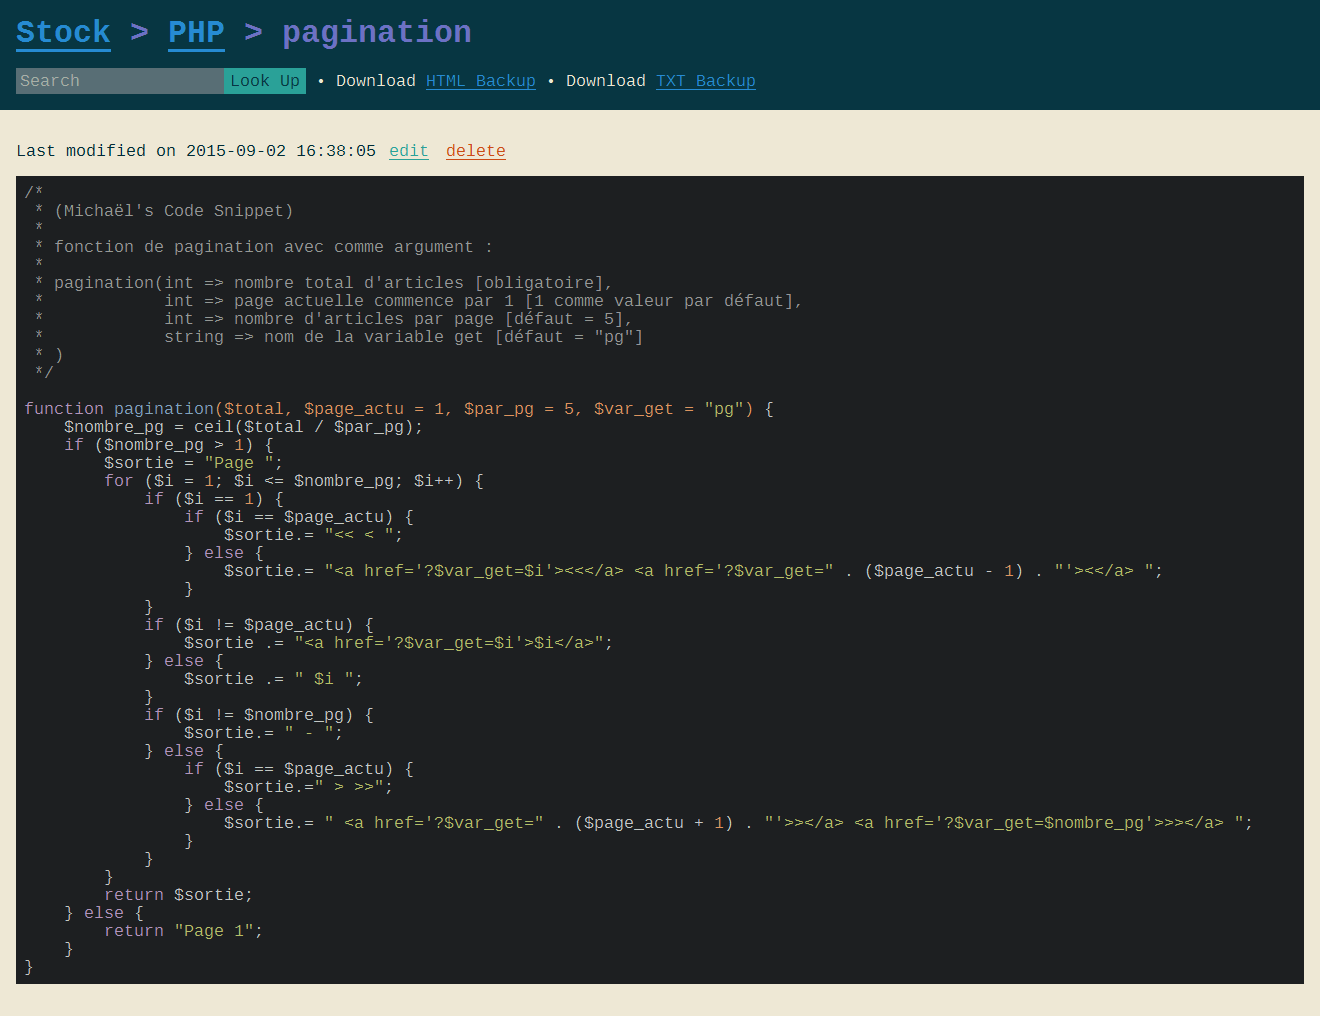 Stock > PHP > pagination
Search Look Up • Download HTML Backup • Download TXT Backup
Last modified on 2015-09-02 16:38:05 edit delete
/*
 * (Michaël's Code Snippet)
 *
 * fonction de pagination avec comme argument :
 *
 * pagination(int => nombre total d'articles [obligatoire],
 *            int => page actuelle commence par 1 [1 comme valeur par défaut],
 *            int => nombre d'articles par page [défaut = 5],
 *            string => nom de la variable get [défaut = "pg"]
 * )
 */
function pagination($total, $page_actu = 1, $par_pg = 5, $var_get = "pg") {
    $nombre_pg = ceil($total / $par_pg);
    if ($nombre_pg > 1) {
        $sortie = "Page ";
        for ($i = 1; $i <= $nombre_pg; $i++) {
            if ($i == 1) {
                if ($i == $page_actu) {
                    $sortie.= "<< < ";
                } else {
                    $sortie.= "<a href='?$var_get=$i'><<</a> <a href='?$var_get=" . ($page_actu - 1) . "'><</a> ";
                }
            }
            if ($i != $page_actu) {
                $sortie .= "<a href='?$var_get=$i'>$i</a>";
            } else {
                $sortie .= " $i ";
            }
            if ($i != $nombre_pg) {
                $sortie.= " - ";
            } else {
                if ($i == $page_actu) {
                    $sortie.=" > >>";
                } else {
                    $sortie.= " <a href='?$var_get=" . ($page_actu + 1) . "'>></a> <a href='?$var_get=$nombre_pg'>>></a> ";
                }
            }
        }
        return $sortie;
    } else {
        return "Page 1";
    }
}